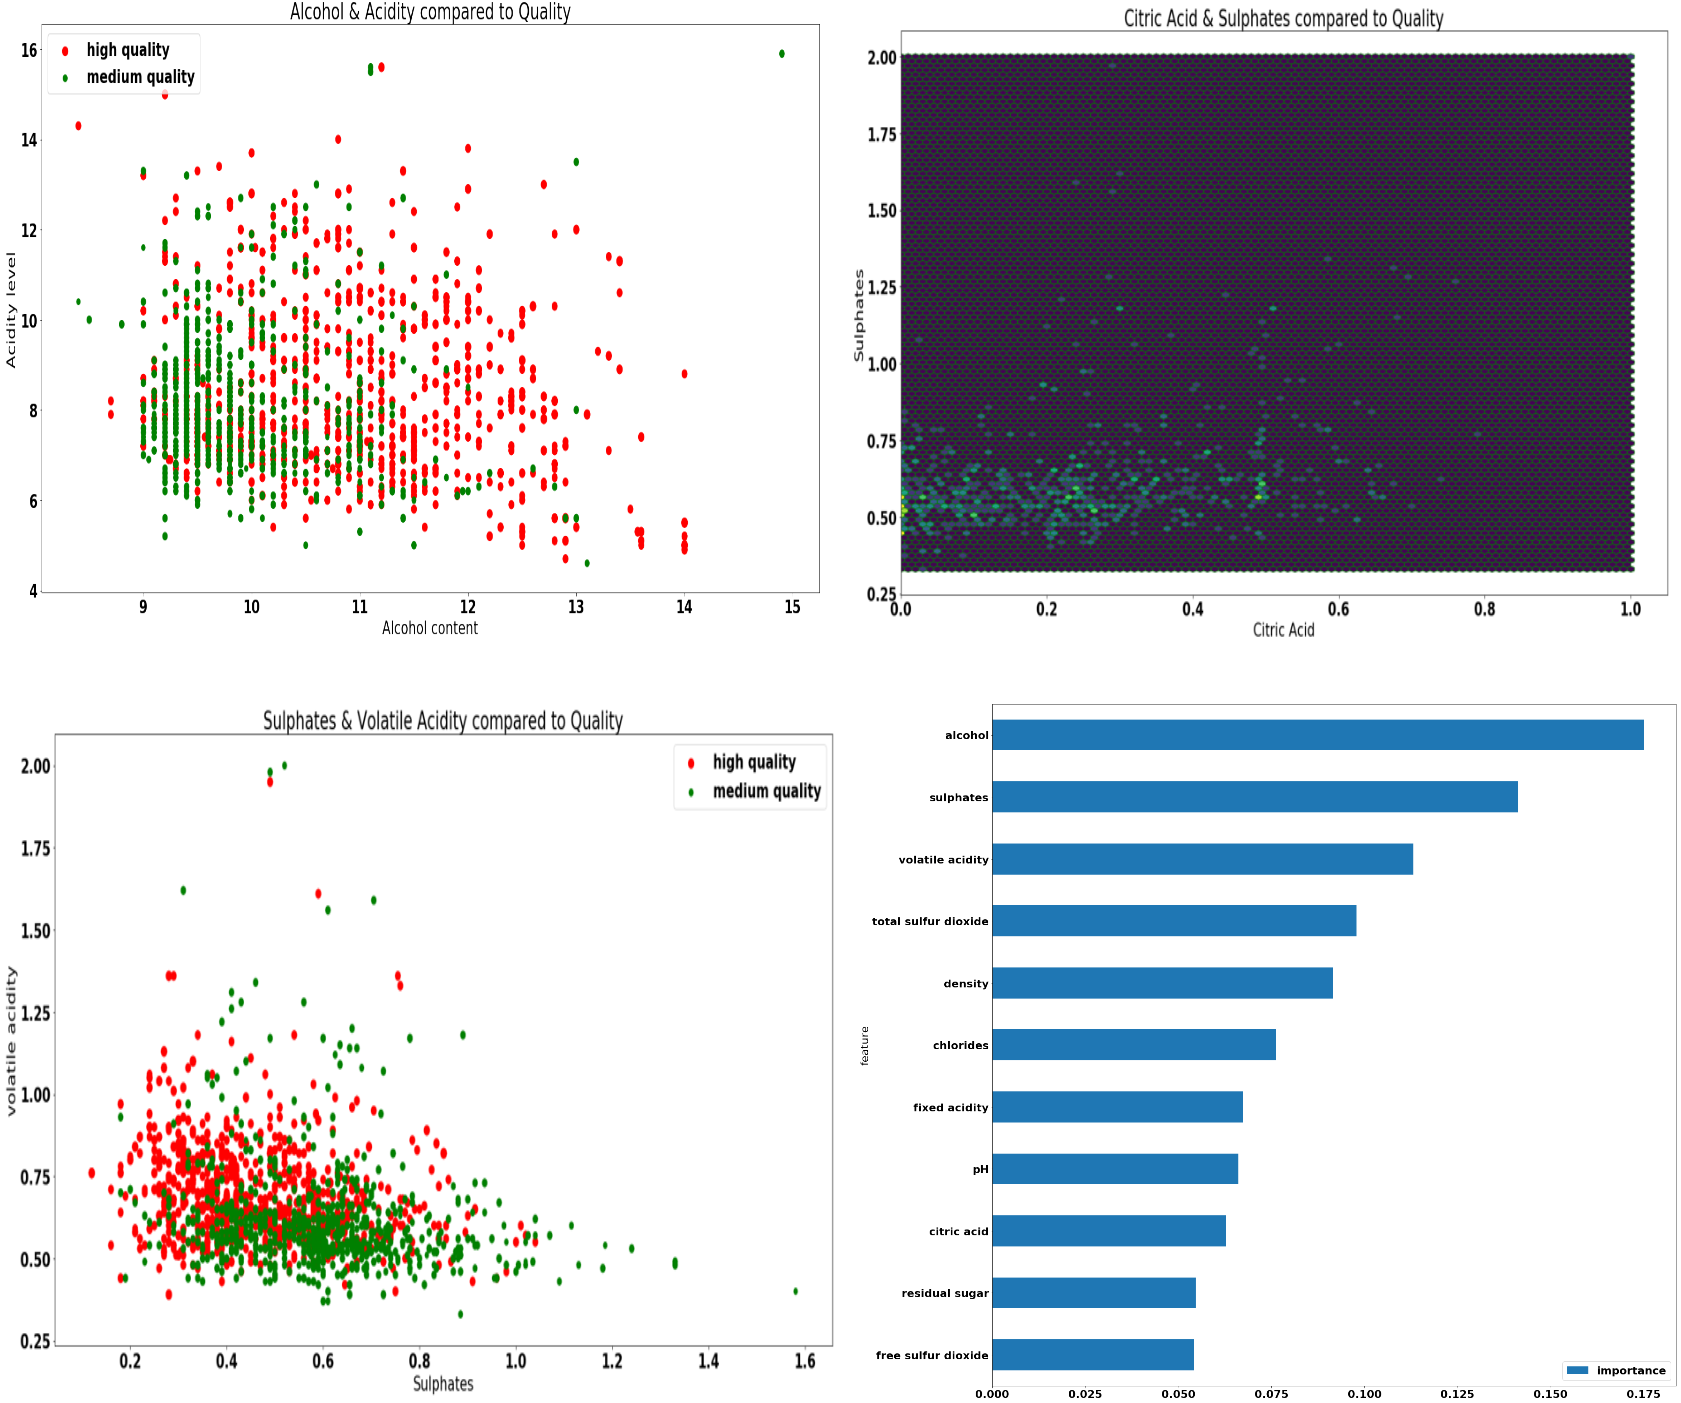 Alcohol & Acidity compared to Quality
high quality
medium quality
16
14
12
10
8
6
4
Acidity level
9 10 11 12 13 14 15
Alcohol content
Citric Acid & Sulphates compared to Quality
2.00
1.75
1.50
1.25
1.00
0.75
0.50
0.25
Sulphates
0.0 0.2 0.4 0.6 0.8 1.0
Citric Acid
Sulphates & Volatile Acidity compared to Quality
high quality
medium quality
2.00
1.75
1.50
1.25
1.00
0.75
0.50
0.25
volatile acidity
0.2 0.4 0.6 0.8 1.0 1.2 1.4 1.6
Sulphates
alcohol
sulphates
volatile acidity
total sulfur dioxide
density
chlorides
fixed acidity
pH
citric acid
residual sugar
free sulfur dioxide
feature
importance
0.000 0.025 0.050 0.075 0.100 0.125 0.150 0.175